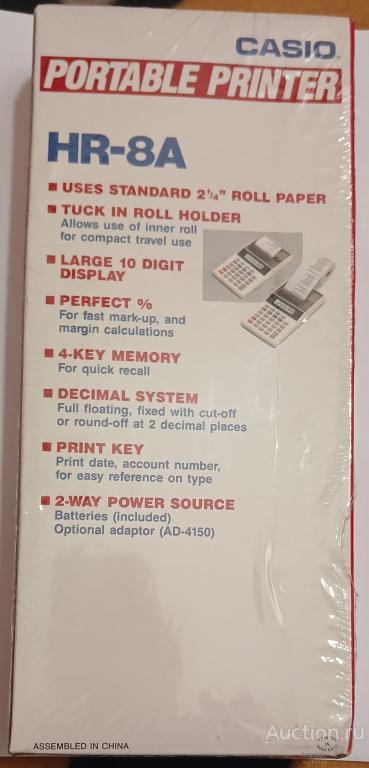 CASIO.
PORTABLE PRINTER
HR-8A
■ USES STANDARD 2¼" ROLL PAPER
■ TUCK IN ROLL HOLDER
Allows use of inner roll
for compact travel use
■ LARGE 10 DIGIT
DISPLAY
■ PERFECT %
For fast mark-up, and
margin calculations
■ 4-KEY MEMORY
For quick recall
■ DECIMAL SYSTEM
Full floating, fixed with cut-off
or round-off at 2 decimal places
■ PRINT KEY
Print date, account number,
for easy reference on type
■ 2-WAY POWER SOURCE
Batteries (included)
Optional adaptor (AD-4150)
ASSEMBLED IN CHINA
Auction.ru